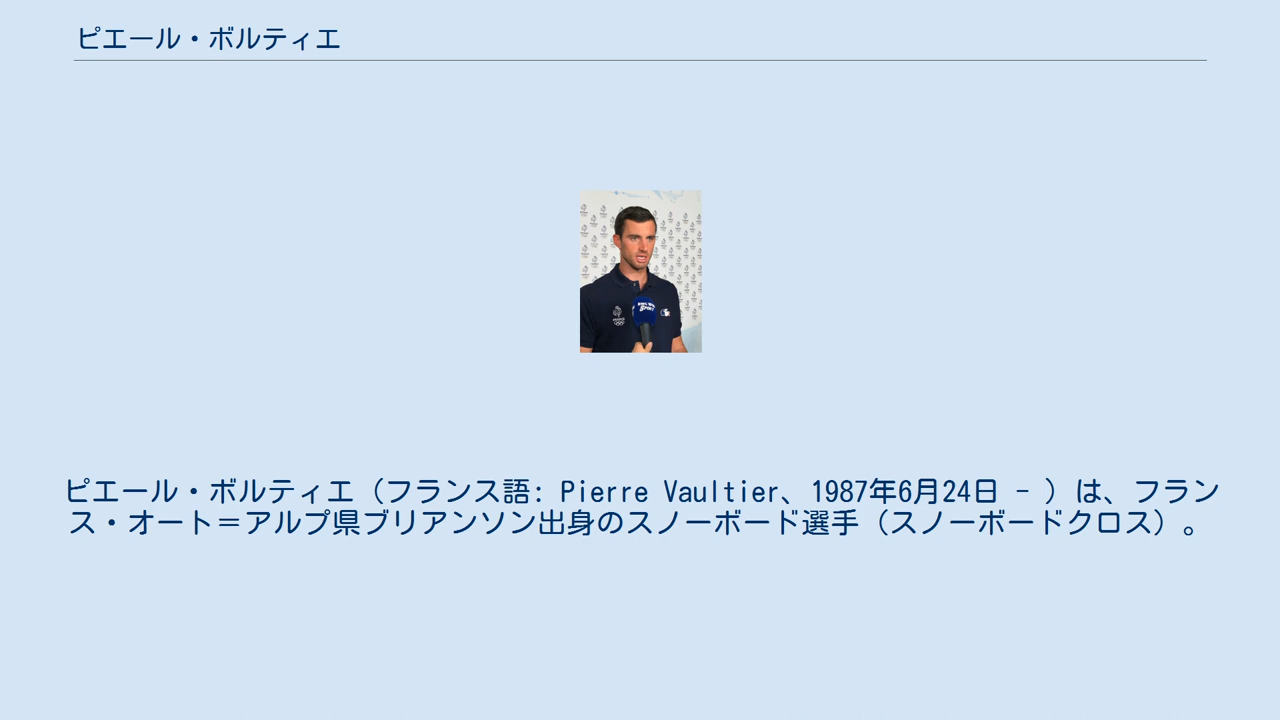 ピエール・ボルティエ
ピエール・ボルティエ（フランス語: Pierre Vaultier、1987年6月24日 - ）は、フラン
ス・オート＝アルプ県ブリアンソン出身のスノーボード選手（スノーボードクロス）。